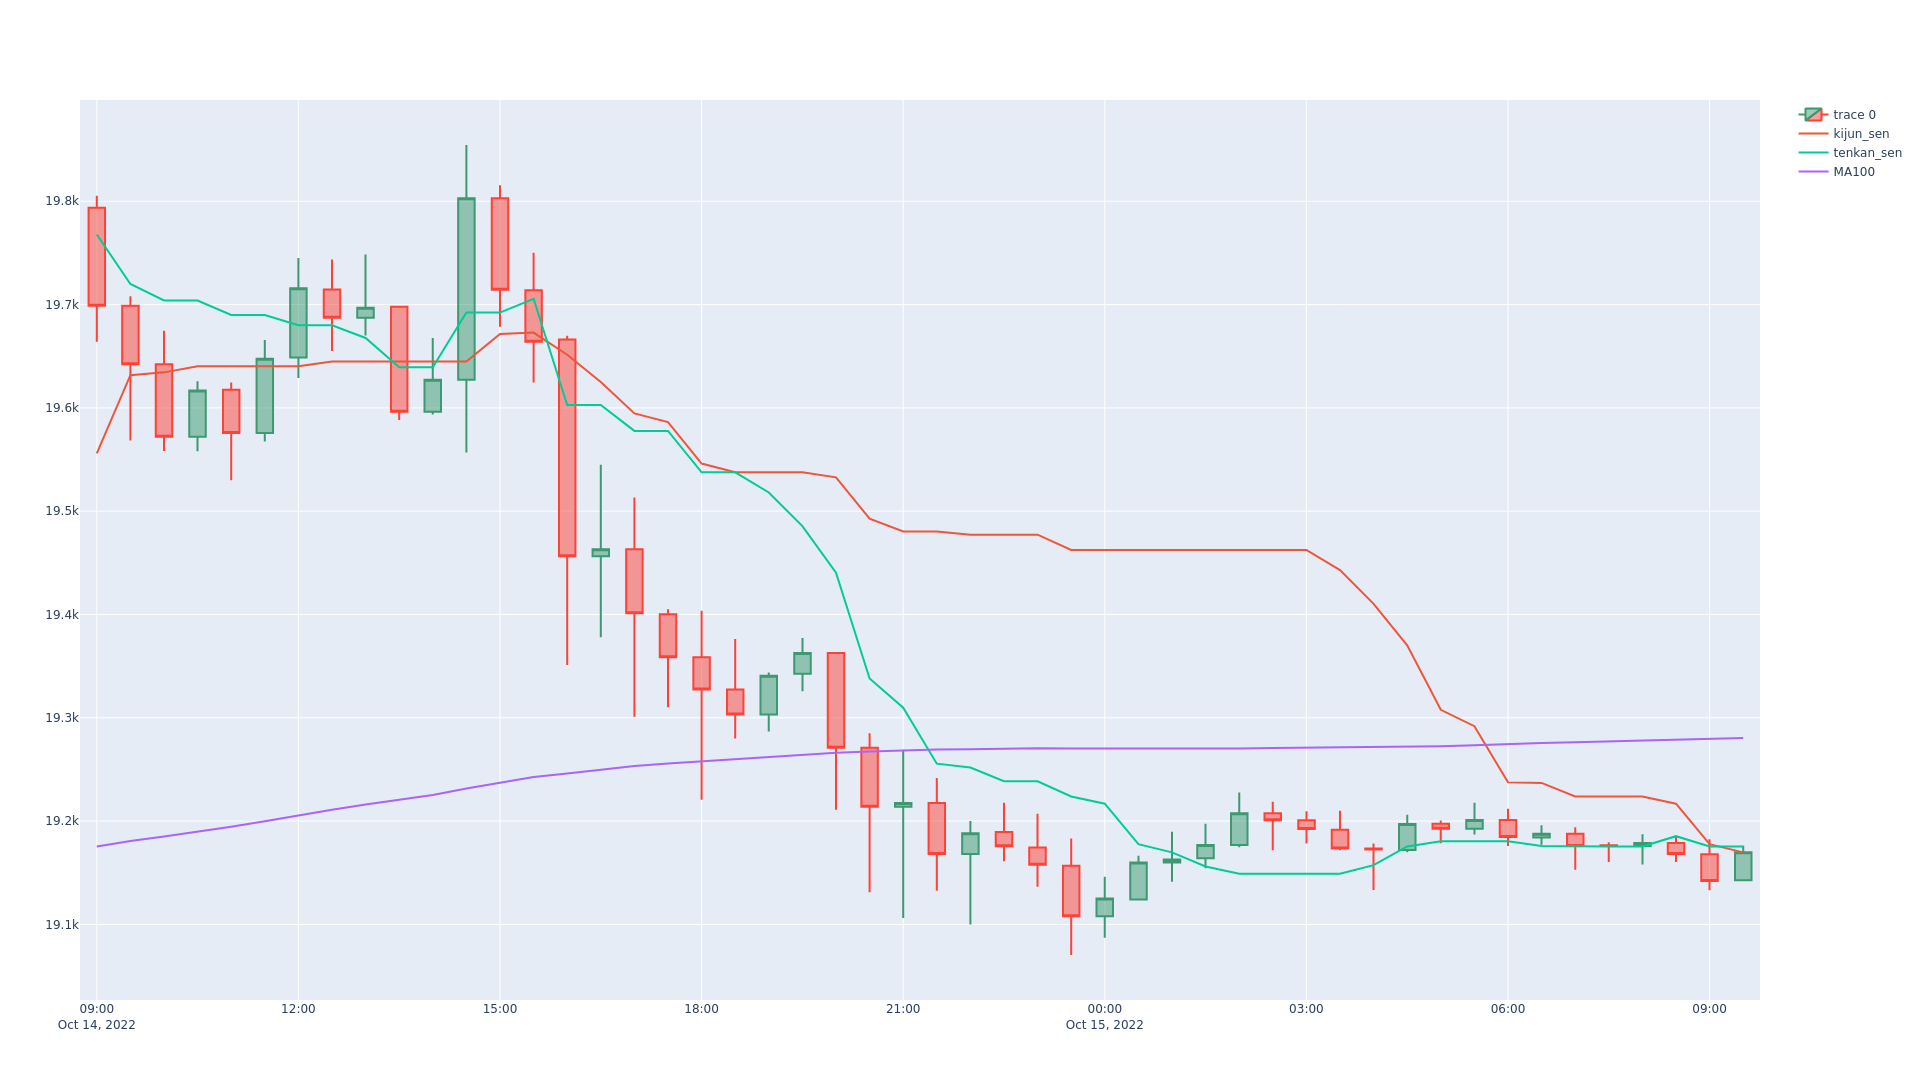 trace 0
kijun_sen
tenkan_sen
MA100
19.8k
19.7k
19.6k
19.5k
19.4k
19.3k
19.2k
19.1k
09:00 12:00 15:00 18:00 21:00 00:00 03:00 06:00 09:00
Oct 14, 2022 Oct 15, 2022